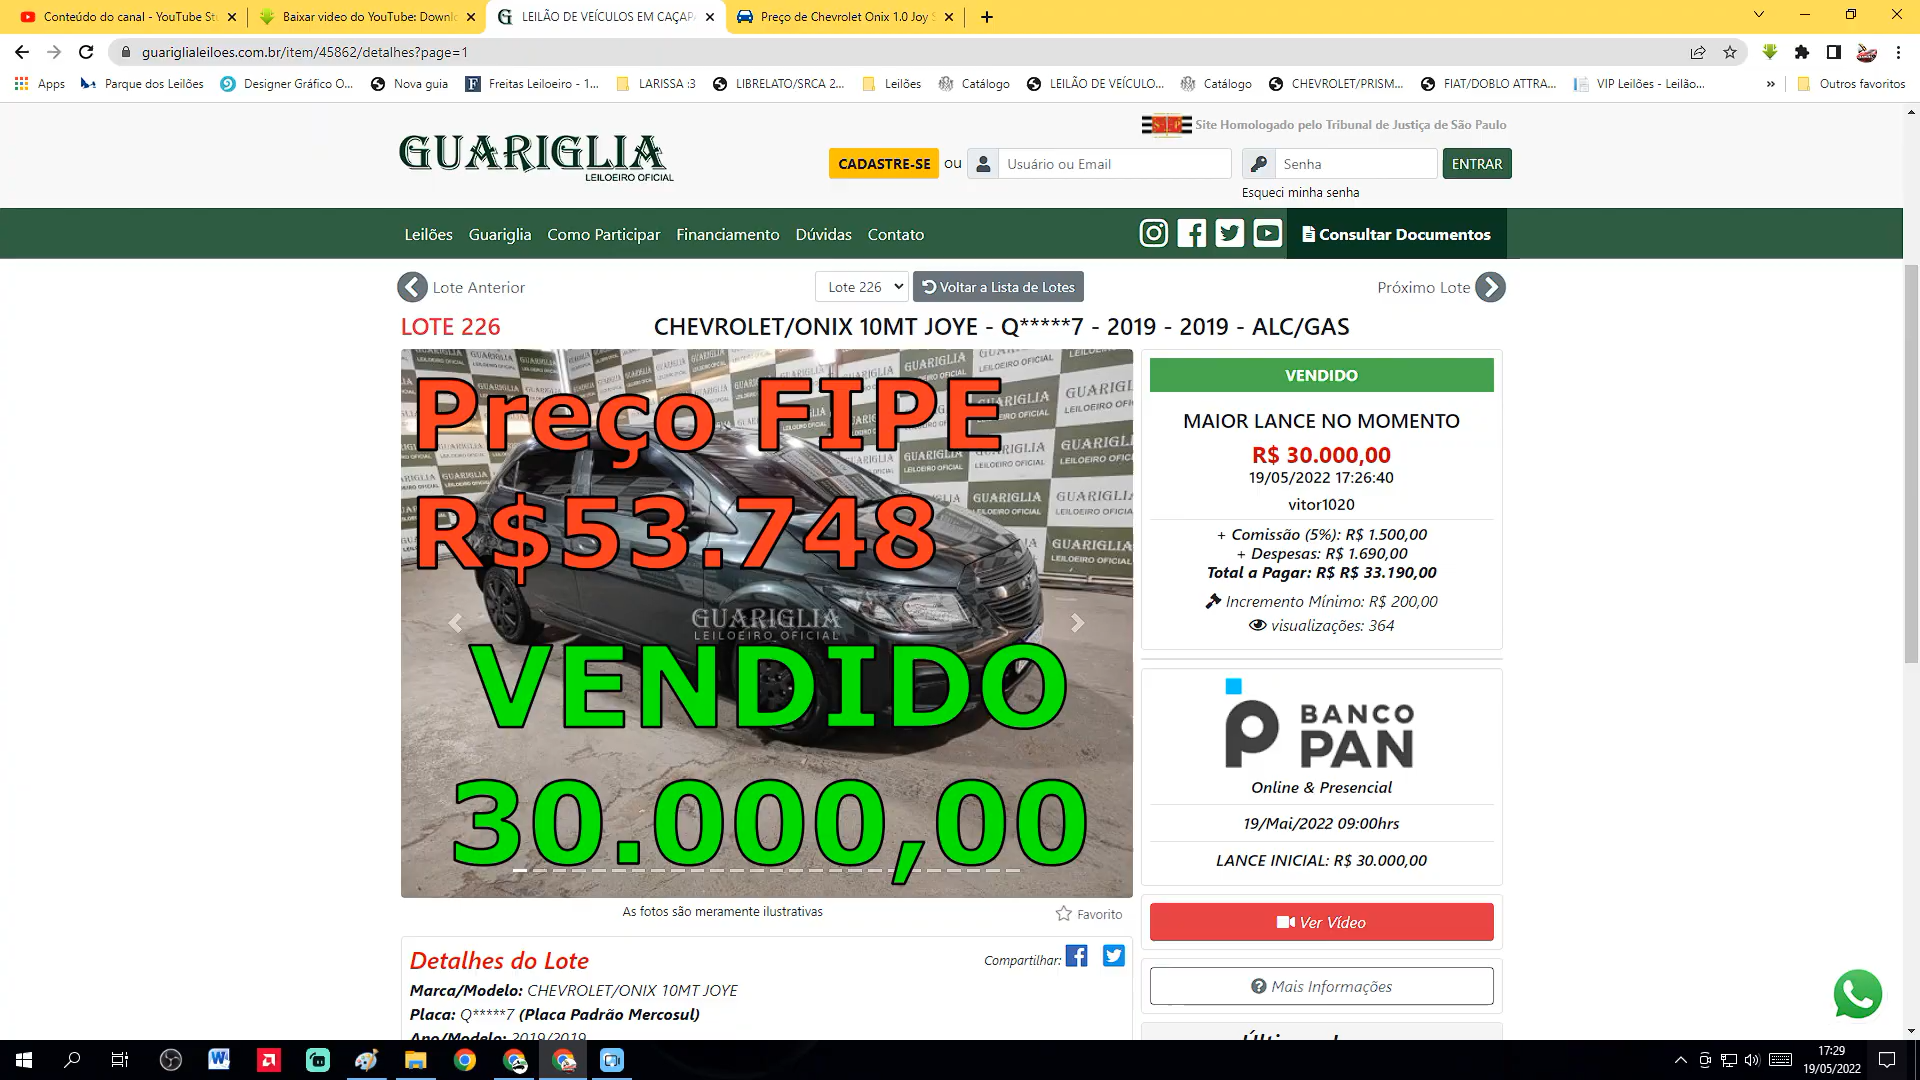 Conteúdo do canal - YouTube St
Baixar video do YouTube: Downlo
LEILÃO DE VEÍCULOS EM CAÇAP
Preço de Chevrolet Onix 1.0 Joy S
guariglialeiloes.com.br/item/45862/detalhes?page=1
Apps
Parque dos Leilões
Designer Gráfico O...
Nova guia
Freitas Leiloeiro - 1...
LARISSA :3
LIBRELATO/SRCA 2...
Leilões
Catálogo
LEILÃO DE VEÍCULO...
Catálogo
CHEVROLET/PRISM...
FIAT/DOBLO ATTRA...
VIP Leilões - Leilão...
Outros favoritos
Site Homologado pelo Tribunal de Justiça de São Paulo
GUARIGLIA
LEILOEIRO OFICIAL
CADASTRE-SE ou Usuário ou Email Senha ENTRAR
Esqueci minha senha
Leilões Guariglia Como Participar Financiamento Dúvidas Contato
Consultar Documentos
Lote Anterior
Lote 226
Voltar a Lista de Lotes
Próximo Lote
LOTE 226
CHEVROLET/ONIX 10MT JOYE - Q*****7 - 2019 - 2019 - ALC/GAS
Preço FIPE
R$53.748
GUARIGLIA
LEILOEIRO OFICIAL
VENDIDO
30.000,00
As fotos são meramente ilustrativas
Favorito
VENDIDO
MAIOR LANCE NO MOMENTO
R$ 30.000,00
19/05/2022 17:26:40
vitor1020
+ Comissão (5%): R$ 1.500,00
+ Despesas: R$ 1.690,00
Total a Pagar: R$ R$ 33.190,00
Incremento Mínimo: R$ 200,00
visualizações: 364
BANCO
PAN
Online & Presencial
19/Mai/2022 09:00hrs
LANCE INICIAL: R$ 30.000,00
Ver Vídeo
Mais Informações
Detalhes do Lote
Compartilhar:
Marca/Modelo: CHEVROLET/ONIX 10MT JOYE
Placa: Q*****7 (Placa Padrão Mercosul)
Ano/Modelo: 2019/2019
17:29
19/05/2022